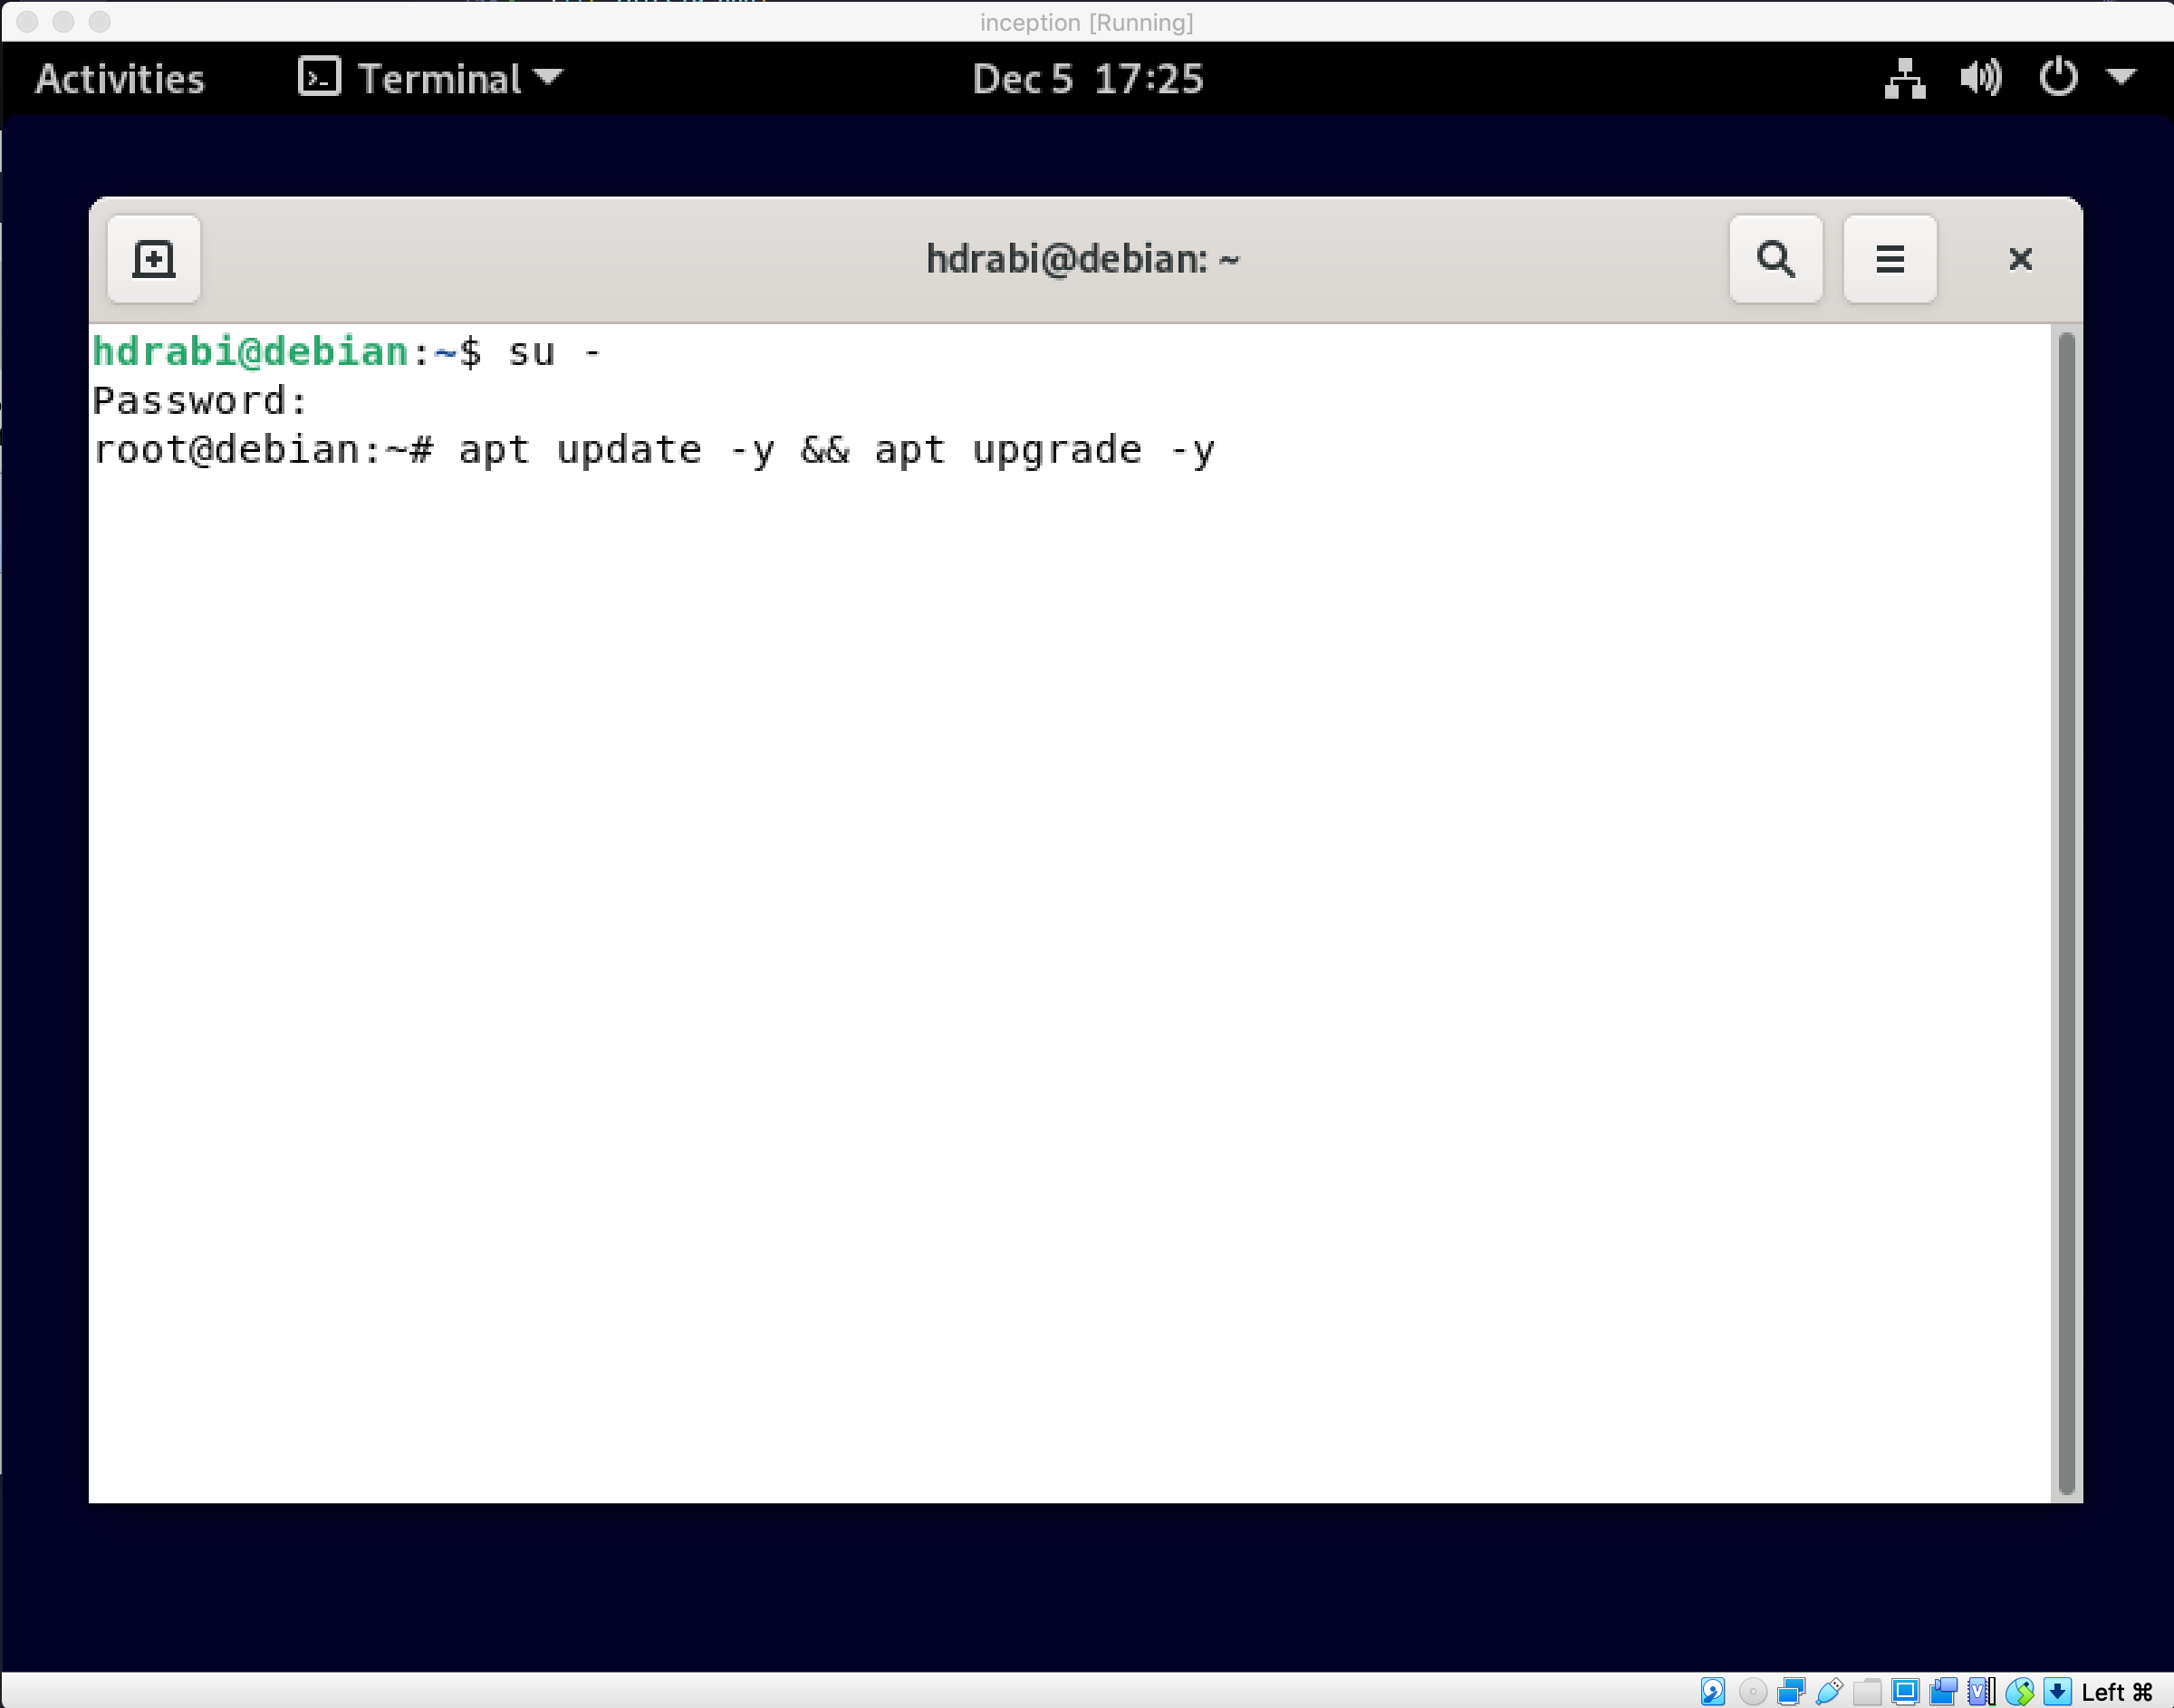 inception [Running]
Activities Terminal Dec 5 17:25
hdrabi@debian: ~
hdrabi@debian:~$ su -
Password:
root@debian:~# apt update -y && apt upgrade -y
Left ⌘